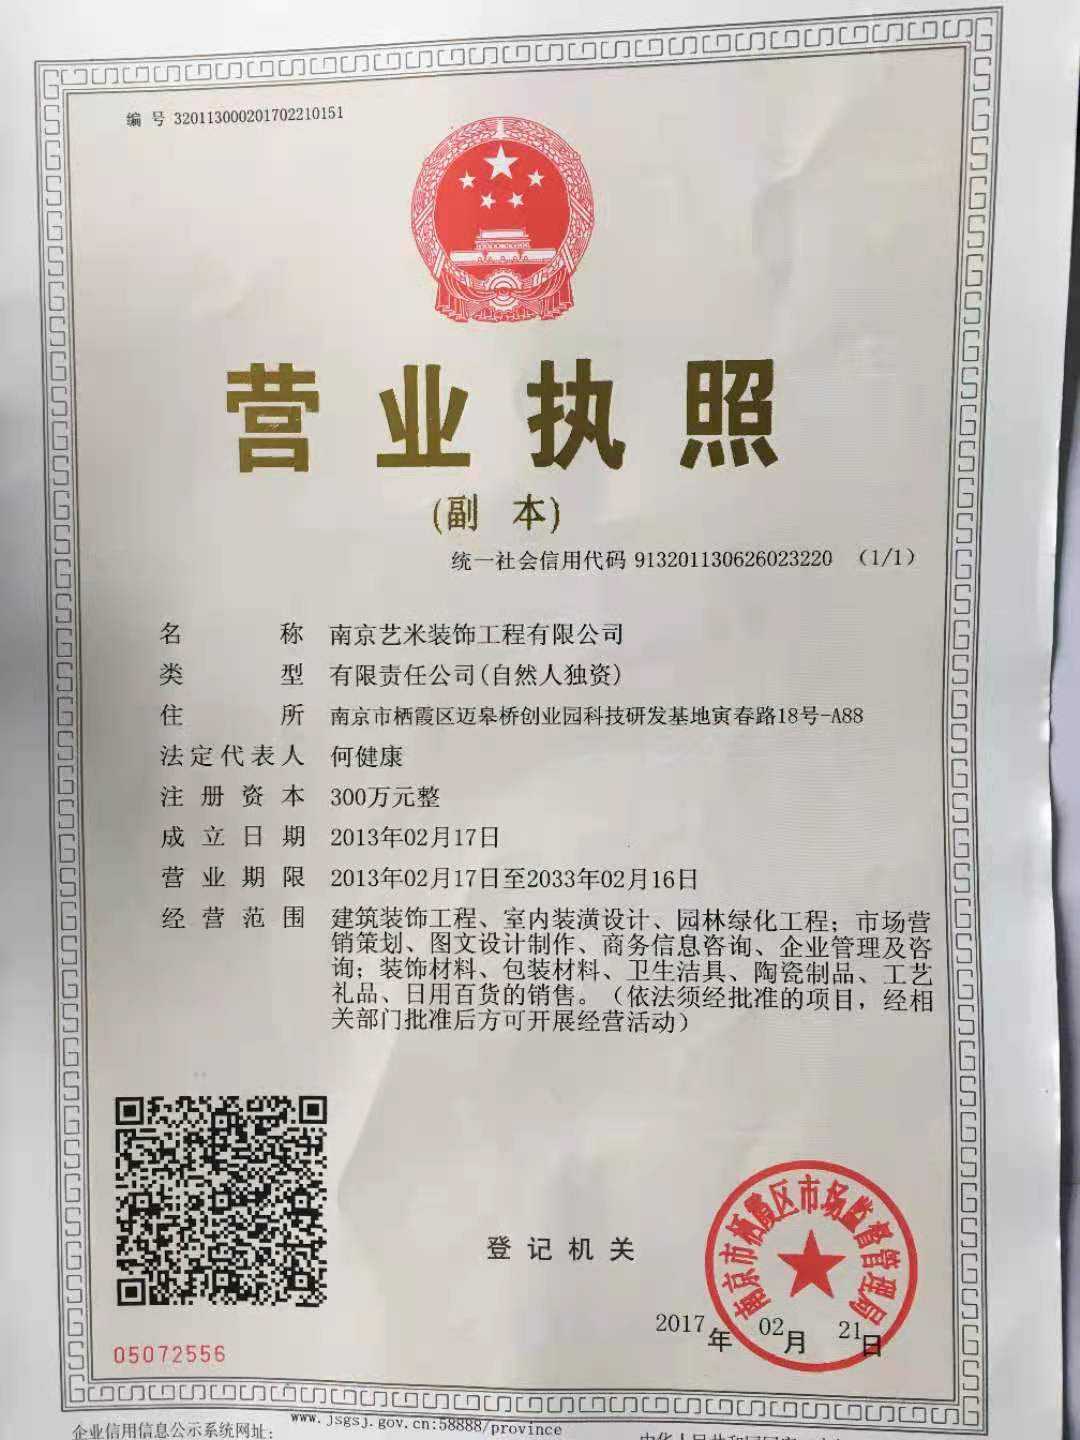 编 号 320113000201702210151
营业执照
(副 本)
统一社会信用代码 913201130626023220 (1/1)
名 称 南京艺米装饰工程有限公司
类 型 有限责任公司(自然人独资)
住 所 南京市栖霞区迈皋桥创业园科技研发基地寅春路18号-A88
法定代表人 何健康
注册资本 300万元整
成立日期 2013年02月17日
营业期限 2013年02月17日至2033年02月16日
经营范围 建筑装饰工程、室内装潢设计、园林绿化工程；市场营
销策划、图文设计制作、商务信息咨询、企业管理及咨
询；装饰材料、包装材料、卫生洁具、陶瓷制品、工艺
礼品、日用百货的销售。（依法须经批准的项目，经相
关部门批准后方可开展经营活动）
登记机关
南京市栖霞区市场监督管理局
2017年 02月 21日
05072556
企业信用信息公示系统网址：
www.jsgsj.gov.cn:58888/province